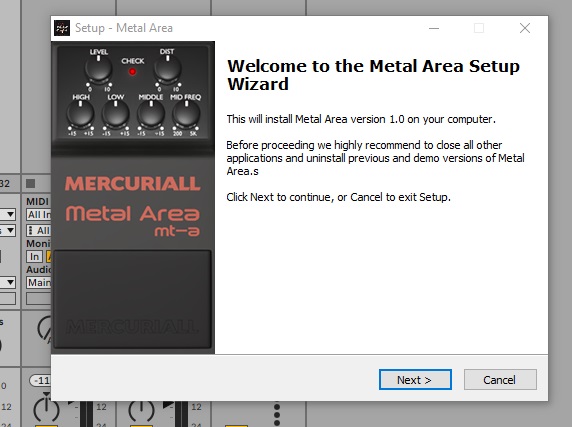 Setup - Metal Area
LEVEL
DIST
CHECK
0 10
0 10
HIGH LOW MIDDLE MID FREQ
-15 +15 -15 +15 -15 +15 200 5K
MERCURIALL
Metal Area
mt-a
MERCURIALL
Welcome to the Metal Area Setup
Wizard
This will install Metal Area version 1.0 on your computer.
Before proceeding we highly recommend to close all other
applications and uninstall previous and demo versions of Metal
Area.s
Click Next to continue, or Cancel to exit Setup.
Next >
Cancel
32
MIDI
All In
All
Moni
In
Audio
Main
s
-11
0
12
24
12
24
12
24